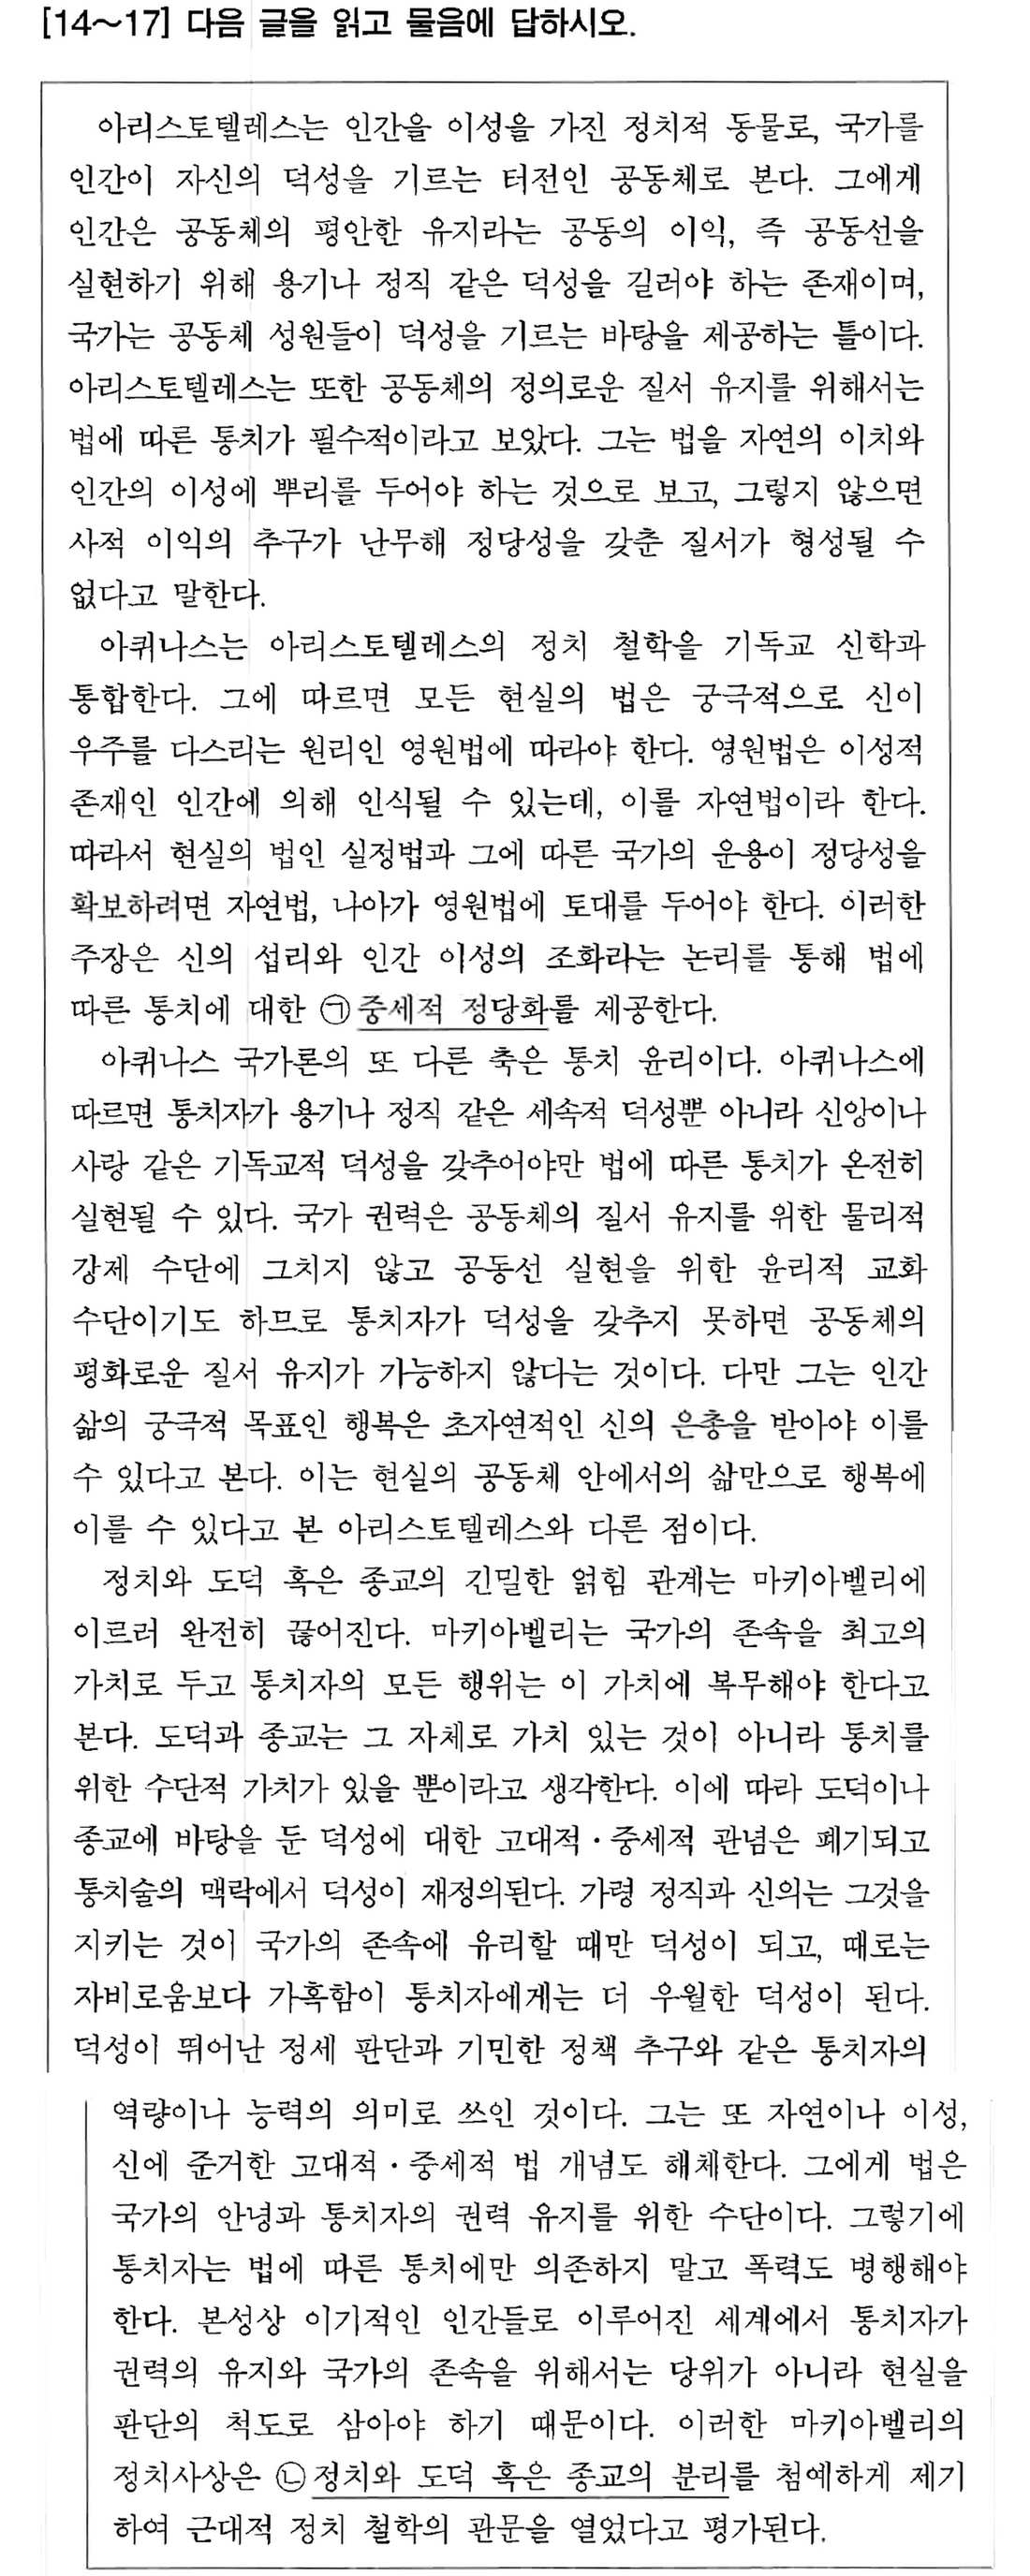 [14～17] 다음 글을 읽고 물음에 답하시오.
아리스토텔레스는 인간을 이성을 가진 정치적 동물로, 국가를
인간이 자신의 덕성을 기르는 터전인 공동체로 본다. 그에게
인간은 공동체의 평안한 유지라는 공동의 이익, 즉 공동선을
실현하기 위해 용기나 정직 같은 덕성을 길러야 하는 존재이며,
국가는 공동체 성원들이 덕성을 기르는 바탕을 제공하는 틀이다.
아리스토텔레스는 또한 공동체의 정의로운 질서 유지를 위해서는
법에 따른 통치가 필수적이라고 보았다. 그는 법을 자연의 이치와
인간의 이성에 뿌리를 두어야 하는 것으로 보고, 그렇지 않으면
사적 이익의 추구가 난무해 정당성을 갖춘 질서가 형성될 수
없다고 말한다.
아퀴나스는 아리스토텔레스의 정치 철학을 기독교 신학과
통합한다. 그에 따르면 모든 현실의 법은 궁극적으로 신이
우주를 다스리는 원리인 영원법에 따라야 한다. 영원법은 이성적
존재인 인간에 의해 인식될 수 있는데, 이를 자연법이라 한다.
따라서 현실의 법인 실정법과 그에 따른 국가의 운용이 정당성을
확보하려면 자연법, 나아가 영원법에 토대를 두어야 한다. 이러한
주장은 신의 섭리와 인간 이성의 조화라는 논리를 통해 법에
따른 통치에 대한 ㉠중세적 정당화를 제공한다.
아퀴나스 국가론의 또 다른 축은 통치 윤리이다. 아퀴나스에
따르면 통치자가 용기나 정직 같은 세속적 덕성뿐 아니라 신앙이나
사랑 같은 기독교적 덕성을 갖추어야만 법에 따른 통치가 온전히
실현될 수 있다. 국가 권력은 공동체의 질서 유지를 위한 물리적
강제 수단에 그치지 않고 공동선 실현을 위한 윤리적 교화
수단이기도 하므로 통치자가 덕성을 갖추지 못하면 공동체의
평화로운 질서 유지가 가능하지 않다는 것이다. 다만 그는 인간
삶의 궁극적 목표인 행복은 초자연적인 신의 은총을 받아야 이를
수 있다고 본다. 이는 현실의 공동체 안에서의 삶만으로 행복에
이를 수 있다고 본 아리스토텔레스와 다른 점이다.
정치와 도덕 혹은 종교의 긴밀한 얽힘 관계는 마키아벨리에
이르러 완전히 끊어진다. 마키아벨리는 국가의 존속을 최고의
가치로 두고 통치자의 모든 행위는 이 가치에 복무해야 한다고
본다. 도덕과 종교는 그 자체로 가치 있는 것이 아니라 통치를
위한 수단적 가치가 있을 뿐이라고 생각한다. 이에 따라 도덕이나
종교에 바탕을 둔 덕성에 대한 고대적·중세적 관념은 폐기되고
통치술의 맥락에서 덕성이 재정의된다. 가령 정직과 신의는 그것을
지키는 것이 국가의 존속에 유리할 때만 덕성이 되고, 때로는
자비로움보다 가혹함이 통치자에게는 더 우월한 덕성이 된다.
덕성이 뛰어난 정세 판단과 기민한 정책 추구와 같은 통치자의
역량이나 능력의 의미로 쓰인 것이다. 그는 또 자연이나 이성,
신에 준거한 고대적·중세적 법 개념도 해체한다. 그에게 법은
국가의 안녕과 통치자의 권력 유지를 위한 수단이다. 그렇기에
통치자는 법에 따른 통치에만 의존하지 말고 폭력도 병행해야
한다. 본성상 이기적인 인간들로 이루어진 세계에서 통치자가
권력의 유지와 국가의 존속을 위해서는 당위가 아니라 현실을
판단의 척도로 삼아야 하기 때문이다. 이러한 마키아벨리의
정치사상은 ㉡정치와 도덕 혹은 종교의 분리를 첨예하게 제기
하여 근대적 정치 철학의 관문을 열었다고 평가된다.